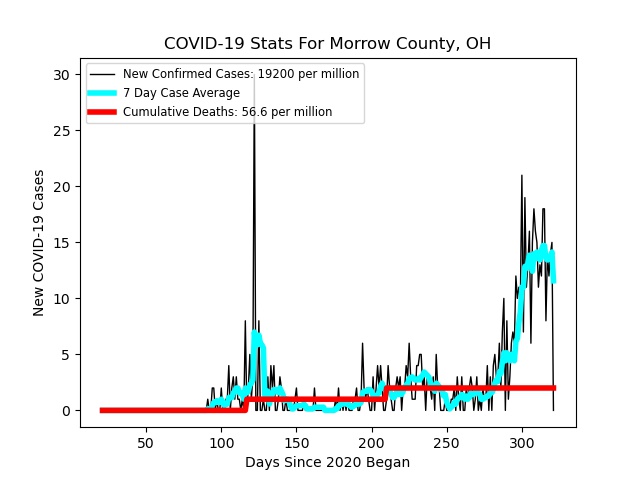 COVID-19 Stats For Morrow County, OH
New Confirmed Cases: 19200 per million
7 Day Case Average
Cumulative Deaths: 56.6 per million
30
25
20
15
10
5
0
New COVID-19 Cases
50 100 150 200 250 300
Days Since 2020 Began